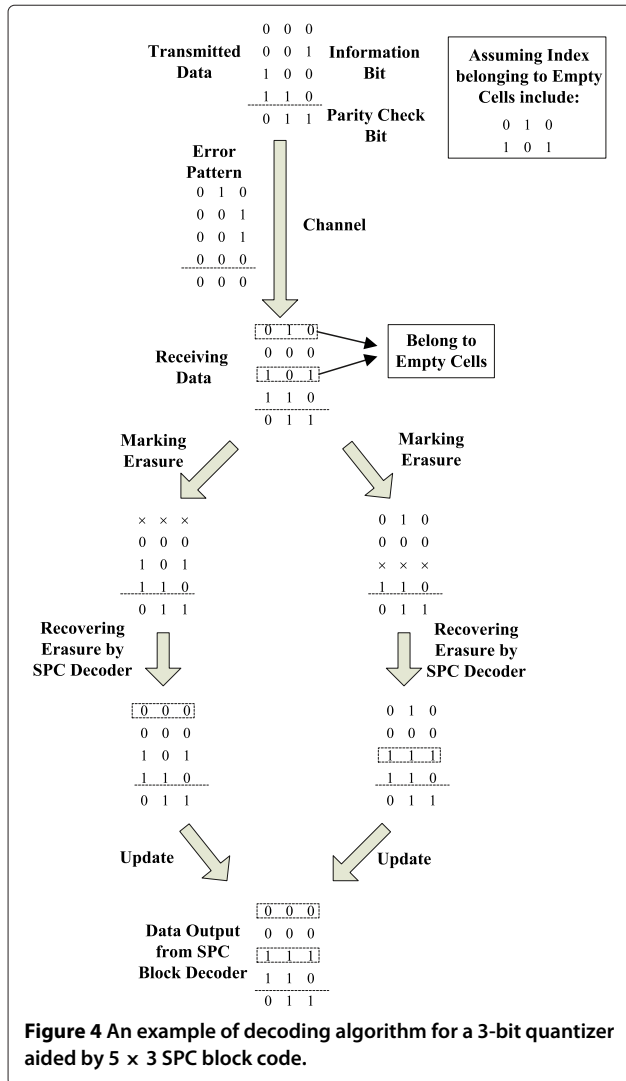 0 0 0
Transmitted Data
0 0 1
Information Bit
1 0 0
1 1 0
0 1 1
Parity Check Bit
Assuming Index
belonging to Empty
Cells include:
0 1 0
1 0 1
Error
Pattern
0 1 0
0 0 1
0 0 1
0 0 0
0 0 0
Channel
0 1 0
0 0 0
1 0 1
1 1 0
0 1 1
Receiving
Data
Belong to
Empty Cells
Marking
Erasure
Marking
Erasure
× × ×
0 0 0
1 0 1
1 1 0
0 1 1
0 1 0
0 0 0
× × ×
1 1 0
0 1 1
Recovering
Erasure by
SPC Decoder
Recovering
Erasure by
SPC Decoder
0 0 0
0 0 0
1 0 1
1 1 0
0 1 1
0 1 0
0 0 0
1 1 1
1 1 0
0 1 1
Update
Update
Data Output
from SPC
Block Decoder
0 0 0
0 0 0
1 1 1
1 1 0
0 1 1
Figure 4 An example of decoding algorithm for a 3-bit quantizer
aided by 5 × 3 SPC block code.